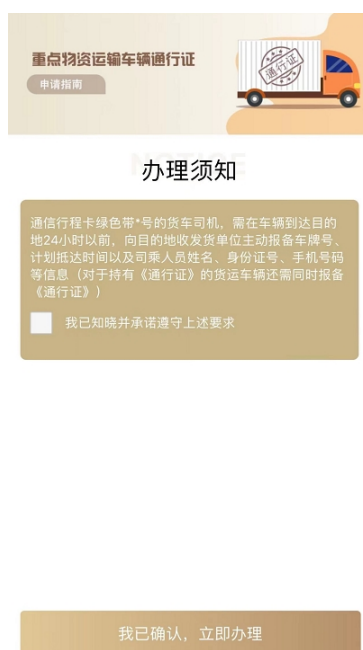 重点物资运输车辆通行证
申请指南
通行证
NOTICE
办理须知
通信行程卡绿色带*号的货车司机，需在车辆到达目的
地24小时以前，向目的地收发货单位主动报备车牌号、
计划抵达时间以及司乘人员姓名、身份证号、手机号码
等信息（对于持有《通行证》的货运车辆还需同时报备
《通行证》）
我已知晓并承诺遵守上述要求
我已确认，立即办理